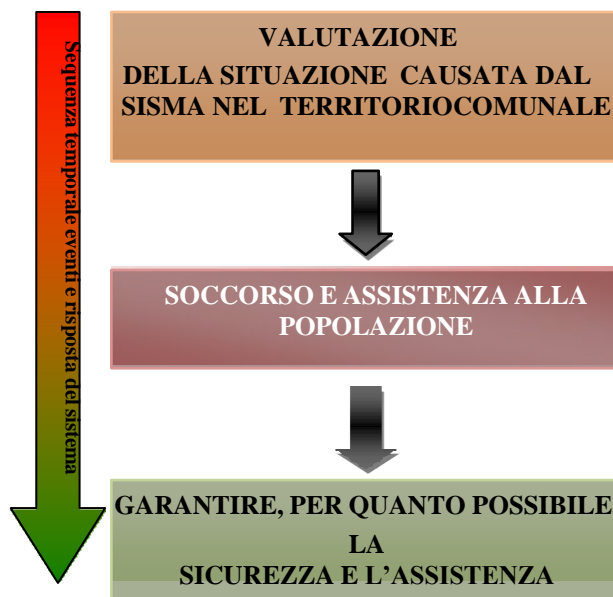 Sequenza temporale eventi e risposta del sistema
VALUTAZIONE
DELLA SITUAZIONE CAUSATA DAL
SISMA NEL TERRITORIOCOMUNALE
SOCCORSO E ASSISTENZA ALLA
POPOLAZIONE
GARANTIRE, PER QUANTO POSSIBILE
LA
SICUREZZA E L’ASSISTENZA